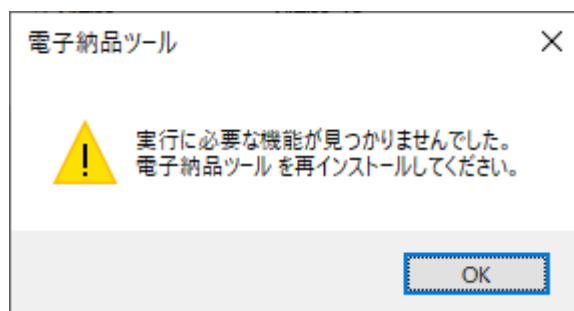 電子納品ツール
実行に必要な機能が見つかりませんでした。
電子納品ツール を再インストールしてください。
OK